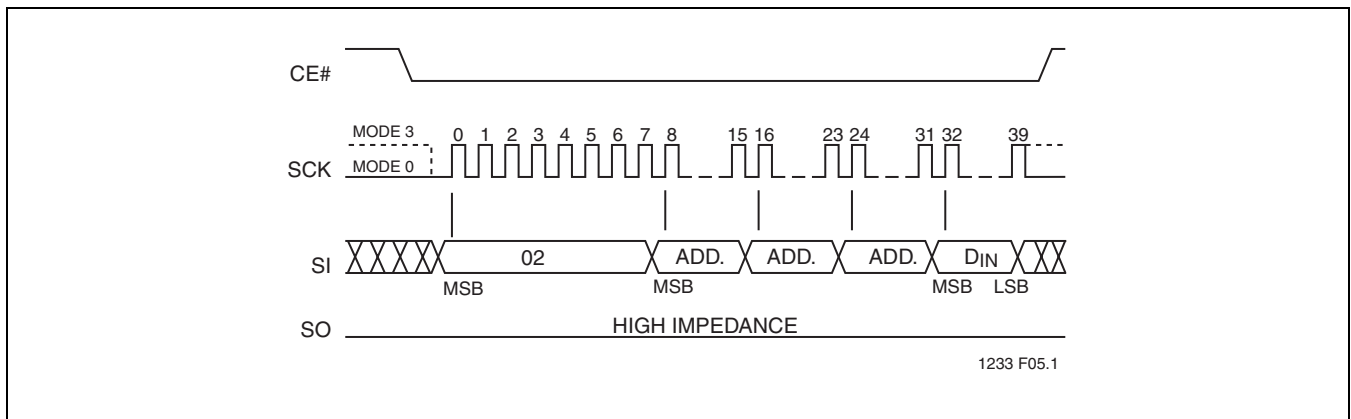 CE#
MODE 3
0 1 2 3 4 5 6 7 8 15 16 23 24 31 32 39
SCK
MODE 0
SI
02
ADD.
ADD.
ADD.
DIN
MSB
MSB
MSB
LSB
SO
HIGH IMPEDANCE
1233 F05.1